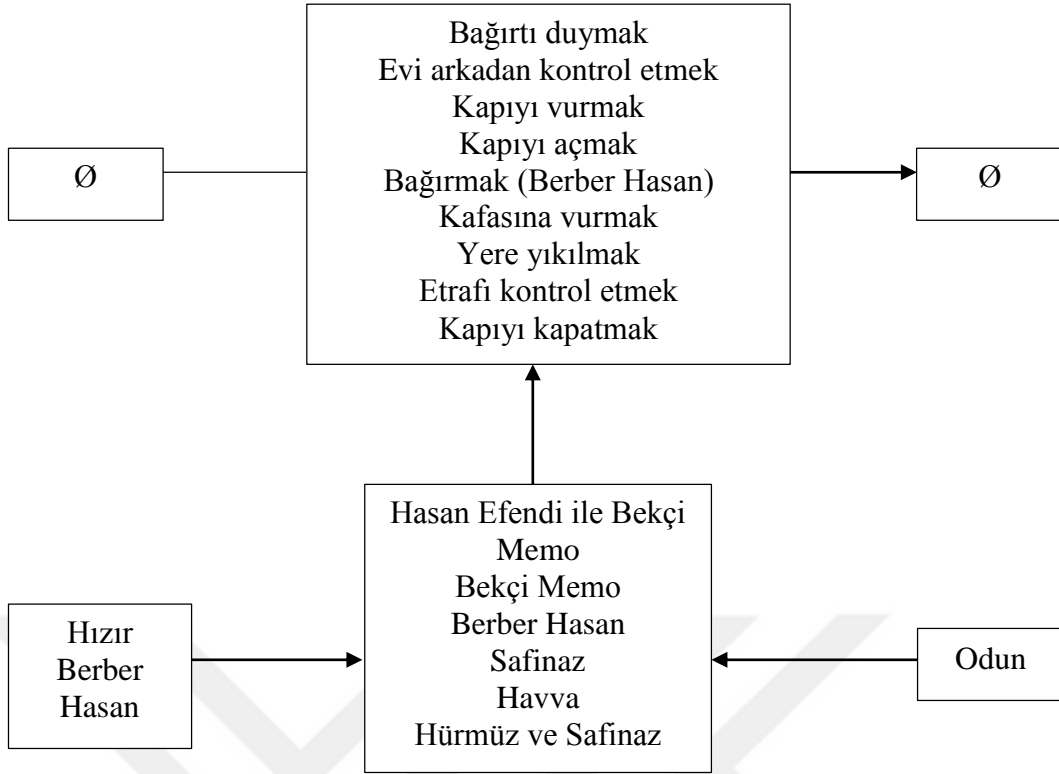 Bağırtı duymak
Evi arkadan kontrol etmek
Kapıyı vurmak
Kapıyı açmak
Bağırmak (Berber Hasan)
Kafasına vurmak
Yere yıkılmak
Etrafı kontrol etmek
Kapıyı kapatmak
Ø
Ø
Hasan Efendi ile Bekçi
Memo
Bekçi Memo
Berber Hasan
Safinaz
Havva
Hürmüz ve Safinaz
Hızır
Berber
Hasan
Odun